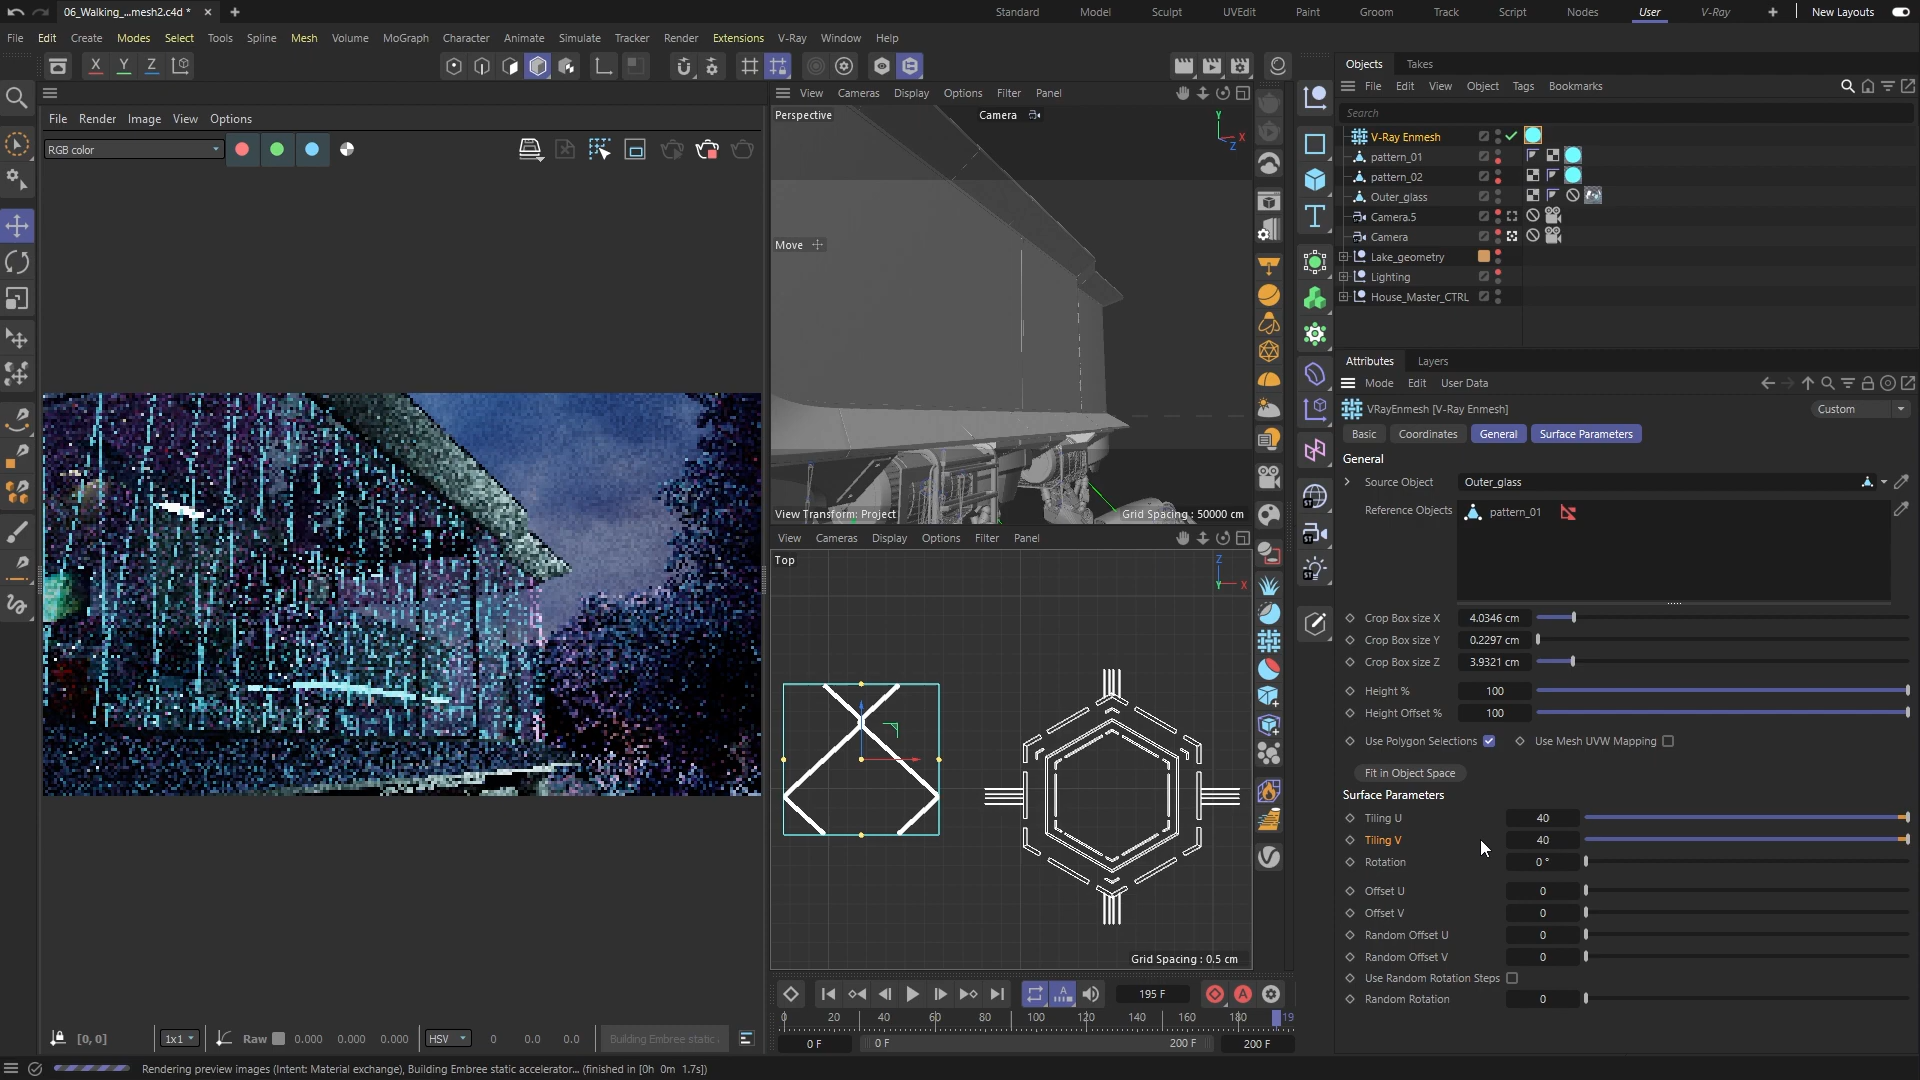 06_Walking_...mesh2.c4d *
Standard Model Sculpt UVEdit Paint Groom Track Script Nodes User V-Ray New Layouts
File Edit Create Modes Select Tools Spline Mesh Volume MoGraph Character Animate Simulate Tracker Render Extensions V-Ray Window Help
X Y Z
Objects Takes
File Edit View Object Tags Bookmarks
Search
V-Ray Enmesh
pattern_01
pattern_02
Outer_glass
Camera.5
Camera
Lake_geometry
Lighting
House_Master_CTRL
File Render Image View Options
RGB color
View Cameras Display Options Filter Panel
Perspective
Camera
Y
X
Z
Move
View Transform: Project
Grid Spacing : 50000 cm
View Cameras Display Options Filter Panel
Top
Z
Y
X
Grid Spacing : 0.5 cm
Attributes Layers
Mode Edit User Data
VRayEnmesh [V-Ray Enmesh]
Custom
Basic Coordinates General Surface Parameters
General
Source Object Outer_glass
Reference Objects pattern_01
Crop Box size X 4.0346 cm
Crop Box size Y 0.2297 cm
Crop Box size Z 3.9321 cm
Height % 100
Height Offset % 100
Use Polygon Selections Use Mesh UVW Mapping
Fit in Object Space
Surface Parameters
Tiling U 40
Tiling V 40
Rotation 0 °
Offset U 0
Offset V 0
Random Offset U 0
Random Offset V 0
Use Random Rotation Steps
Random Rotation 0
195 F
0 20 40 60 80 100 120 140 160 180 19
0 F 0 F 200 F 200 F
[0, 0] 1x1 Raw 0.000 0.000 0.000 HSV 0 0.0 0.0 Building Embree static
Rendering preview images (Intent: Material exchange), Building Embree static accelerator... (finished in [0h 0m 1.7s])